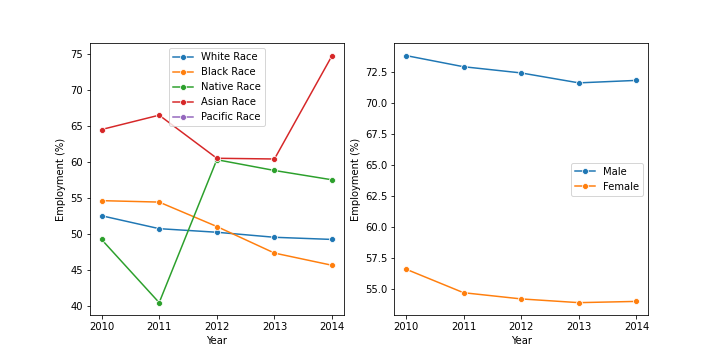 75
70
65
60
55
50
45
40
Employment (%)
White Race
Black Race
Native Race
Asian Race
Pacific Race
2010 2011 2012 2013 2014
Year
72.5
70.0
67.5
65.0
62.5
60.0
57.5
55.0
Employment (%)
Male
Female
2010 2011 2012 2013 2014
Year